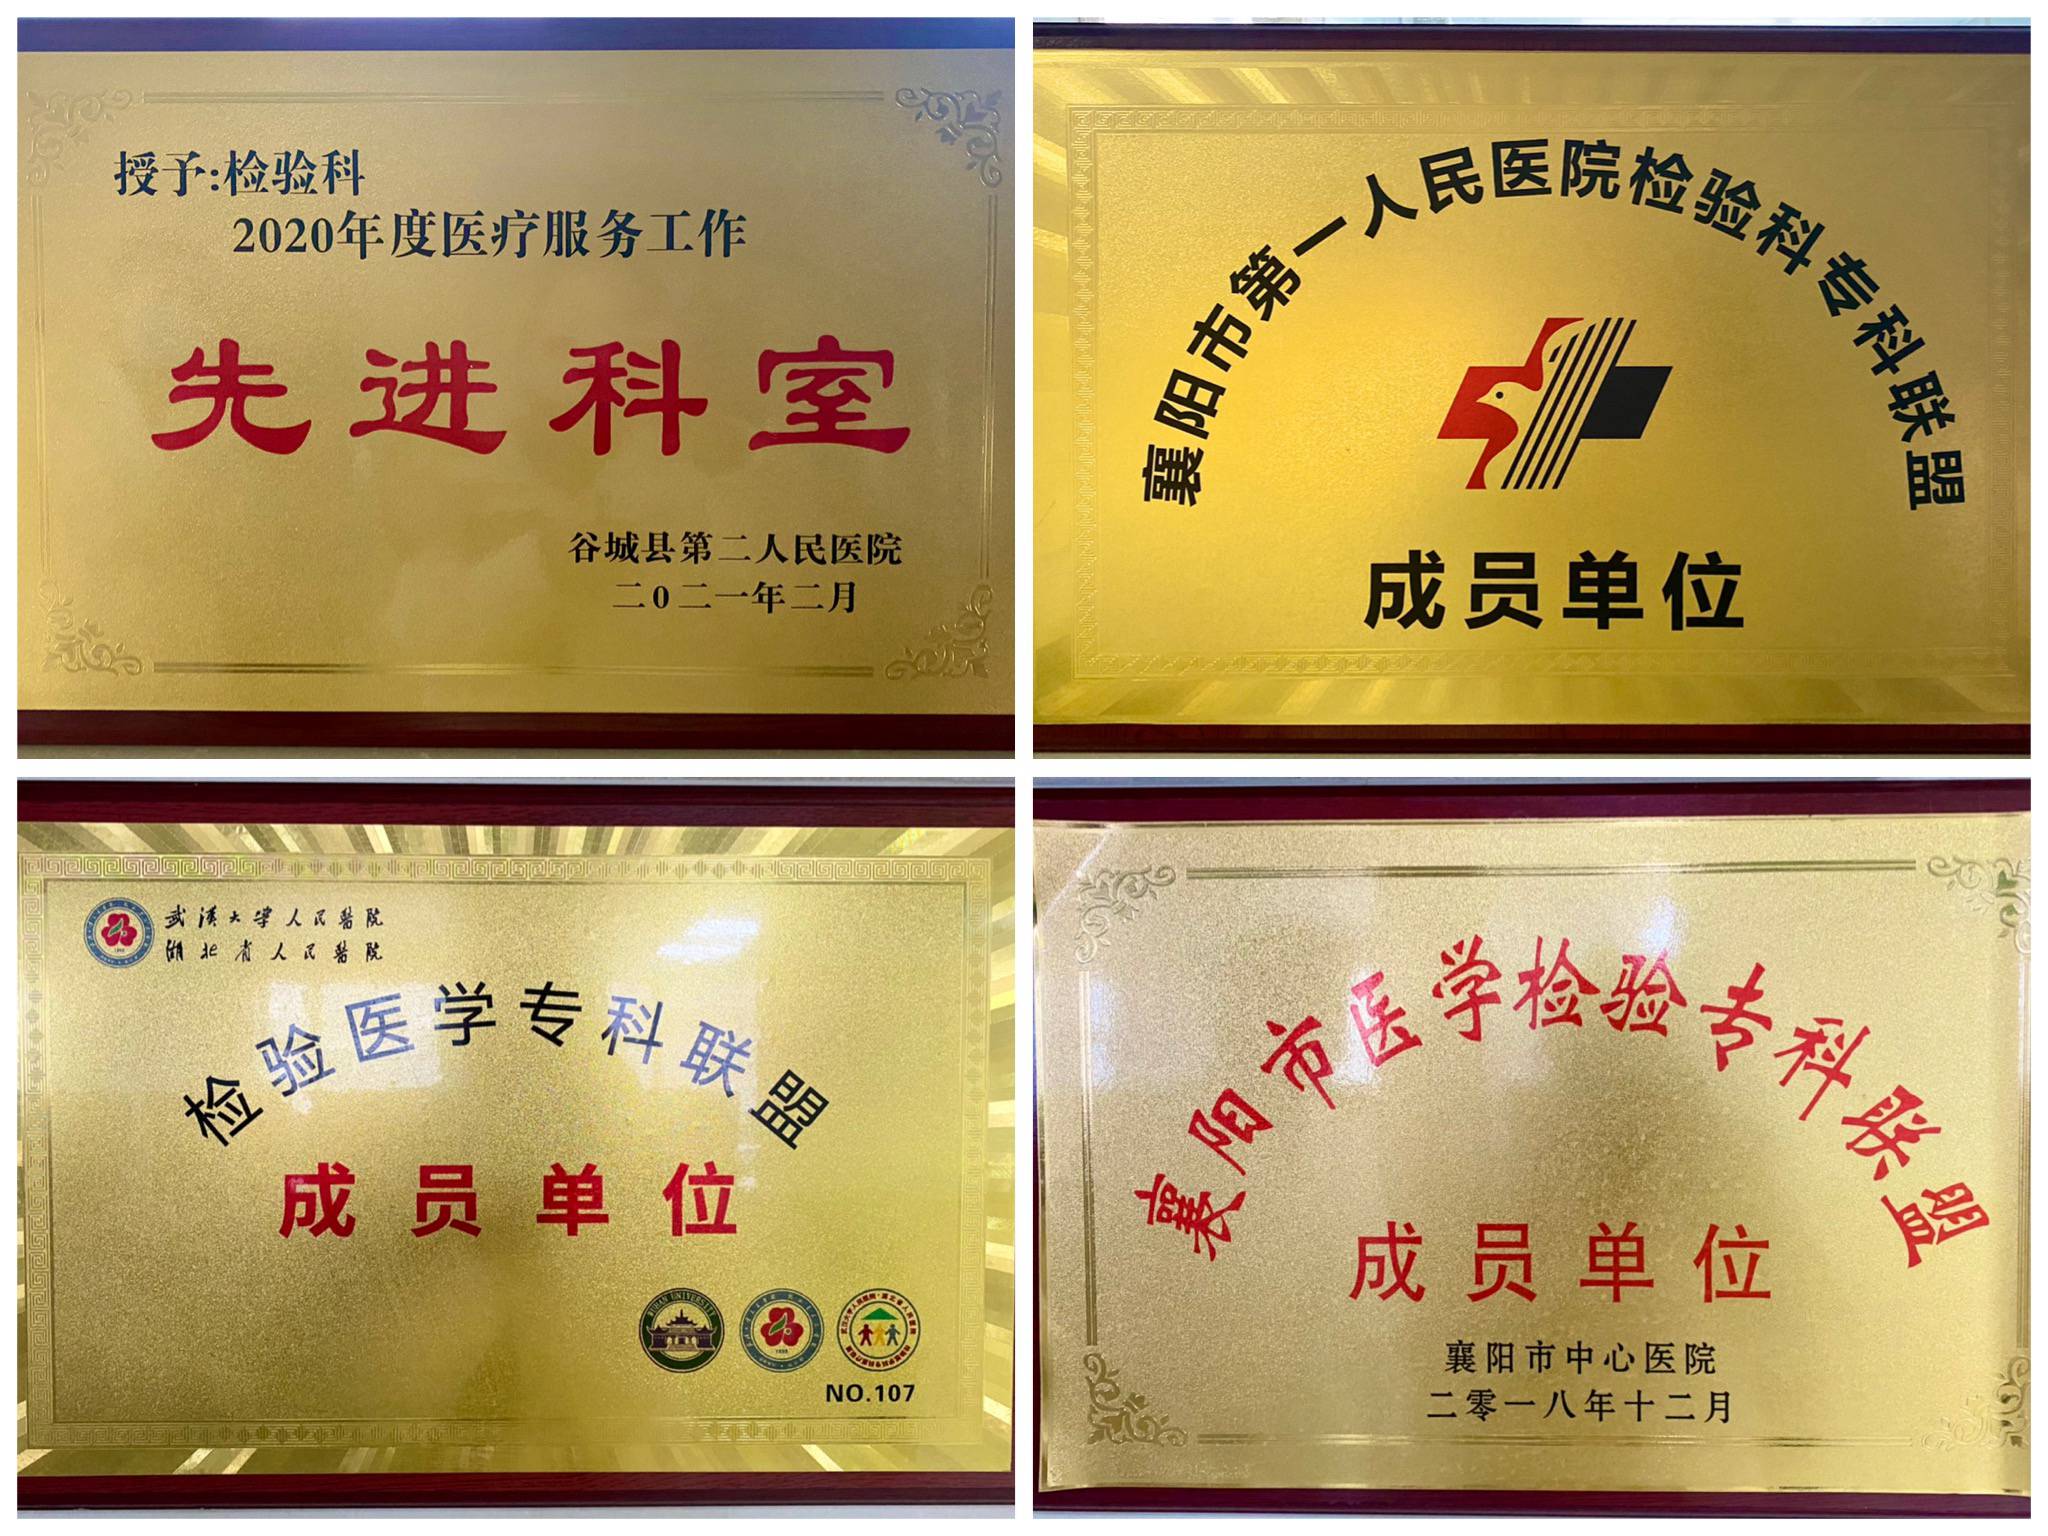 授予:检验科
2020年度医疗服务工作
先进科室
谷城县第二人民医院
二0二一年二月
襄阳市第一人民医院检验科专科联盟
成员单位
武漢大学人民醫院
湖北省人民醫院
检验医学专科联盟
成员单位
WUHAN UNIVERSITY
NO.107
襄阳市医学检验专科联盟
成员单位
襄阳市中心医院
二零一八年十二月